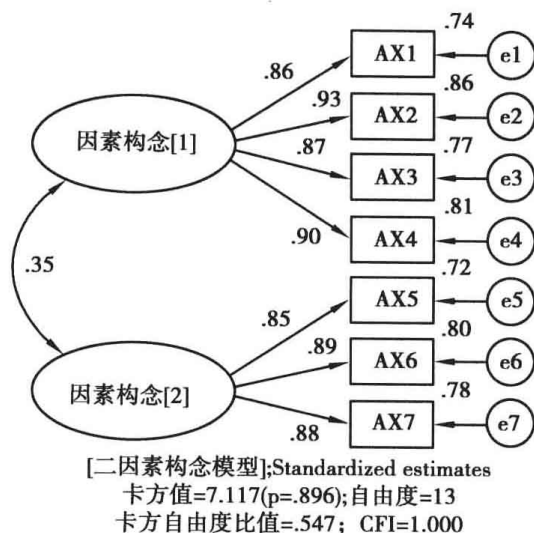 .74
.86 AX1 e1
.86
.93 AX2 e2
因素构念[1]
.77
.87 AX3 e3
.81
.90 AX4 e4
.35
.72
.85 AX5 e5
.80
.89 AX6 e6
因素构念[2]
.78
.88 AX7 e7
[二因素构念模型];Standardized estimates
卡方值=7.117(p=.896);自由度=13
卡方自由度比值=.547；CFI=1.000